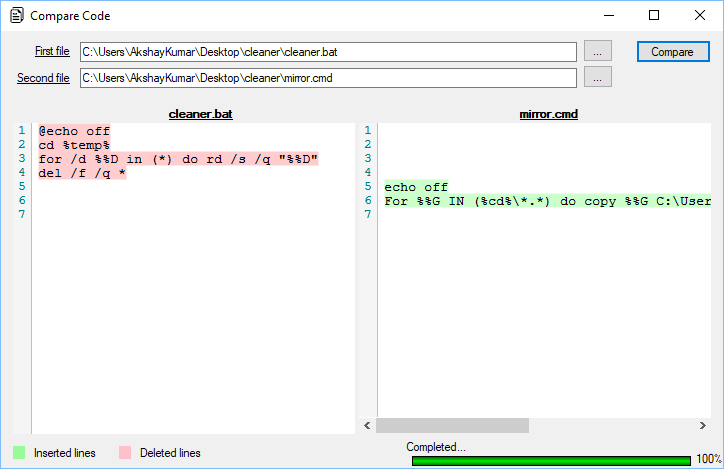 Compare Code
First file C:\Users\AkshayKumar\Desktop\cleaner\cleaner.bat ... Compare
Second file C:\Users\AkshayKumar\Desktop\cleaner\mirror.cmd ...
cleaner.bat mirror.cmd
1 @echo off
2 cd %temp%
3 for /d %%D in (*) do rd /s /q "%%D"
4 del /f /q *
5
6
7
1
2
3
4
5 echo off
6 For %%G IN (%cd%\*.*) do copy %%G C:\User
7
Inserted lines Deleted lines Completed... 100%